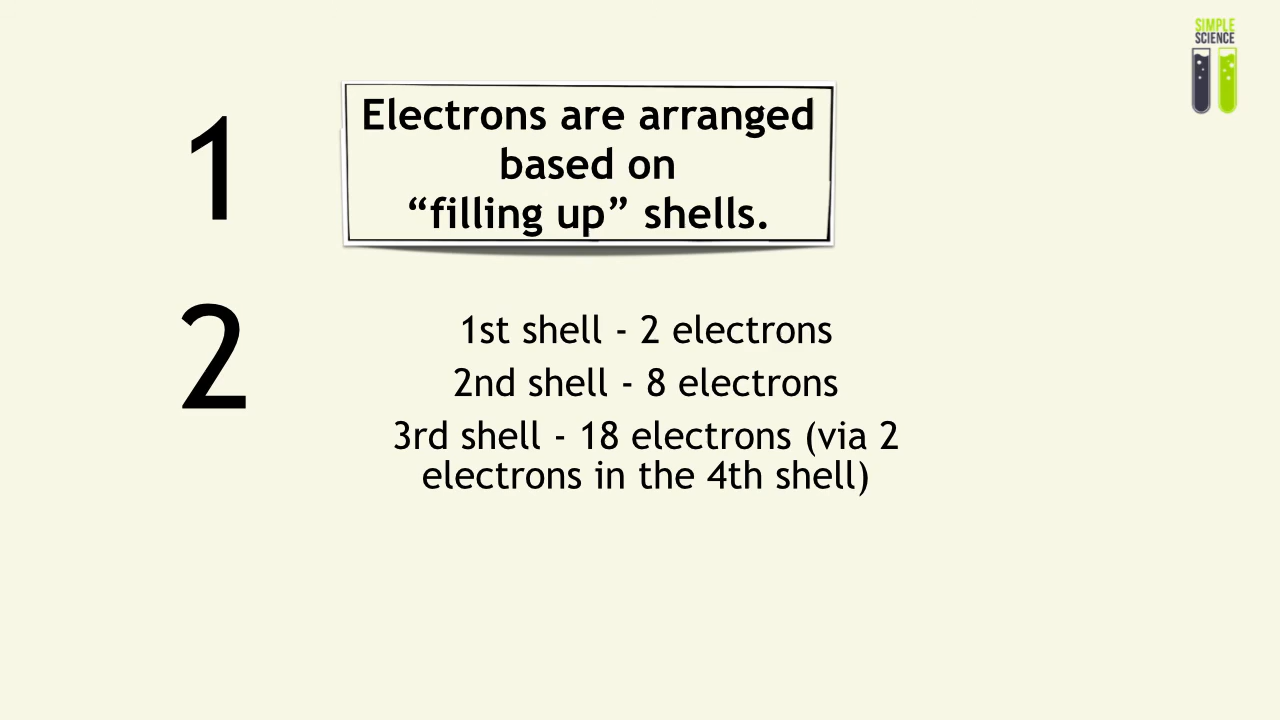 SIMPLE
SCIENCE
1
Electrons are arranged
based on
“filling up” shells.
2
1st shell - 2 electrons
2nd shell - 8 electrons
3rd shell - 18 electrons (via 2
electrons in the 4th shell)